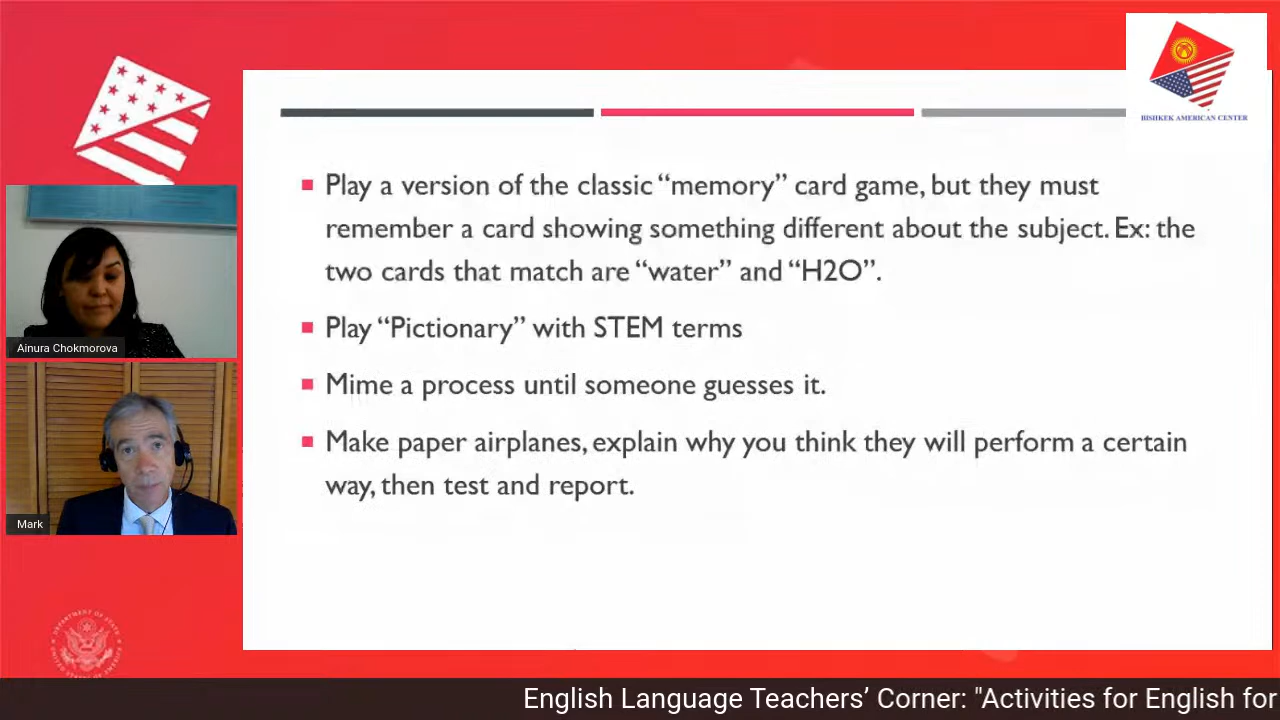 BISHKEK AMERICAN CENTER
▪ Play a version of the classic “memory” card game, but they must
remember a card showing something different about the subject. Ex: the
two cards that match are “water” and “H2O”.
▪ Play “Pictionary” with STEM terms
▪ Mime a process until someone guesses it.
▪ Make paper airplanes, explain why you think they will perform a certain
way, then test and report.
Ainura Chokmorova
Mark
English Language Teachers’ Corner: "Activities for English for